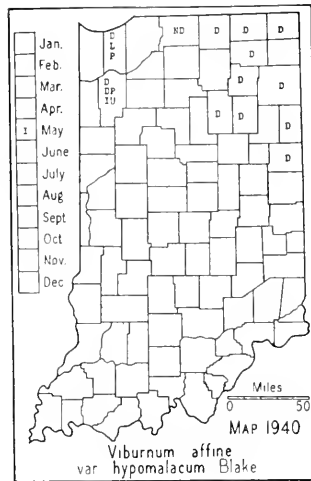 Jan.
Feb.
Mar.
Apr.
I May
June
July
Aug
Sept
Oct
Nov.
Dec
D ND D D D
L
P D
D D D
DP
IU
D D
D
D
Miles
0 50
MAP 1940
Viburnum affine
var hypomalacum Blake